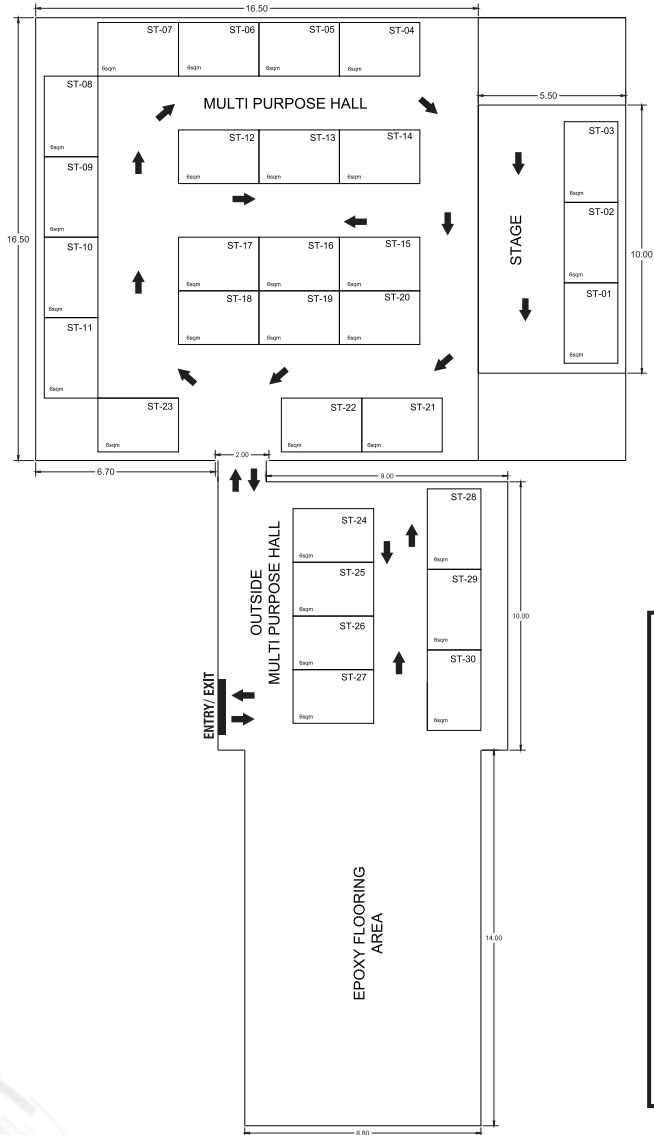 16.50
ST-07
6sqm
ST-06
6sqm
ST-05
6sqm
ST-04
6sqm
ST-08
6sqm
MULTI PURPOSE HALL
5.50
ST-12
6sqm
ST-13
6sqm
ST-14
6sqm
ST-03
6sqm
ST-09
6sqm
ST-02
6sqm
16.50
ST-10
6sqm
ST-17
6sqm
ST-16
6sqm
ST-15
6sqm
STAGE
10.00
ST-01
6sqm
ST-18
6sqm
ST-19
6sqm
ST-20
6sqm
ST-11
6sqm
ST-23
6sqm
ST-22
6sqm
ST-21
6sqm
2.00
6.70
9.00
OUTSIDE
MULTI PURPOSE HALL
ST-24
6sqm
ST-28
6sqm
ST-25
6sqm
ST-29
6sqm
ST-26
6sqm
10.00
ST-27
6sqm
ST-30
6sqm
ENTRY/ EXIT
EPOXY FLOORING
AREA
14.00
8.80